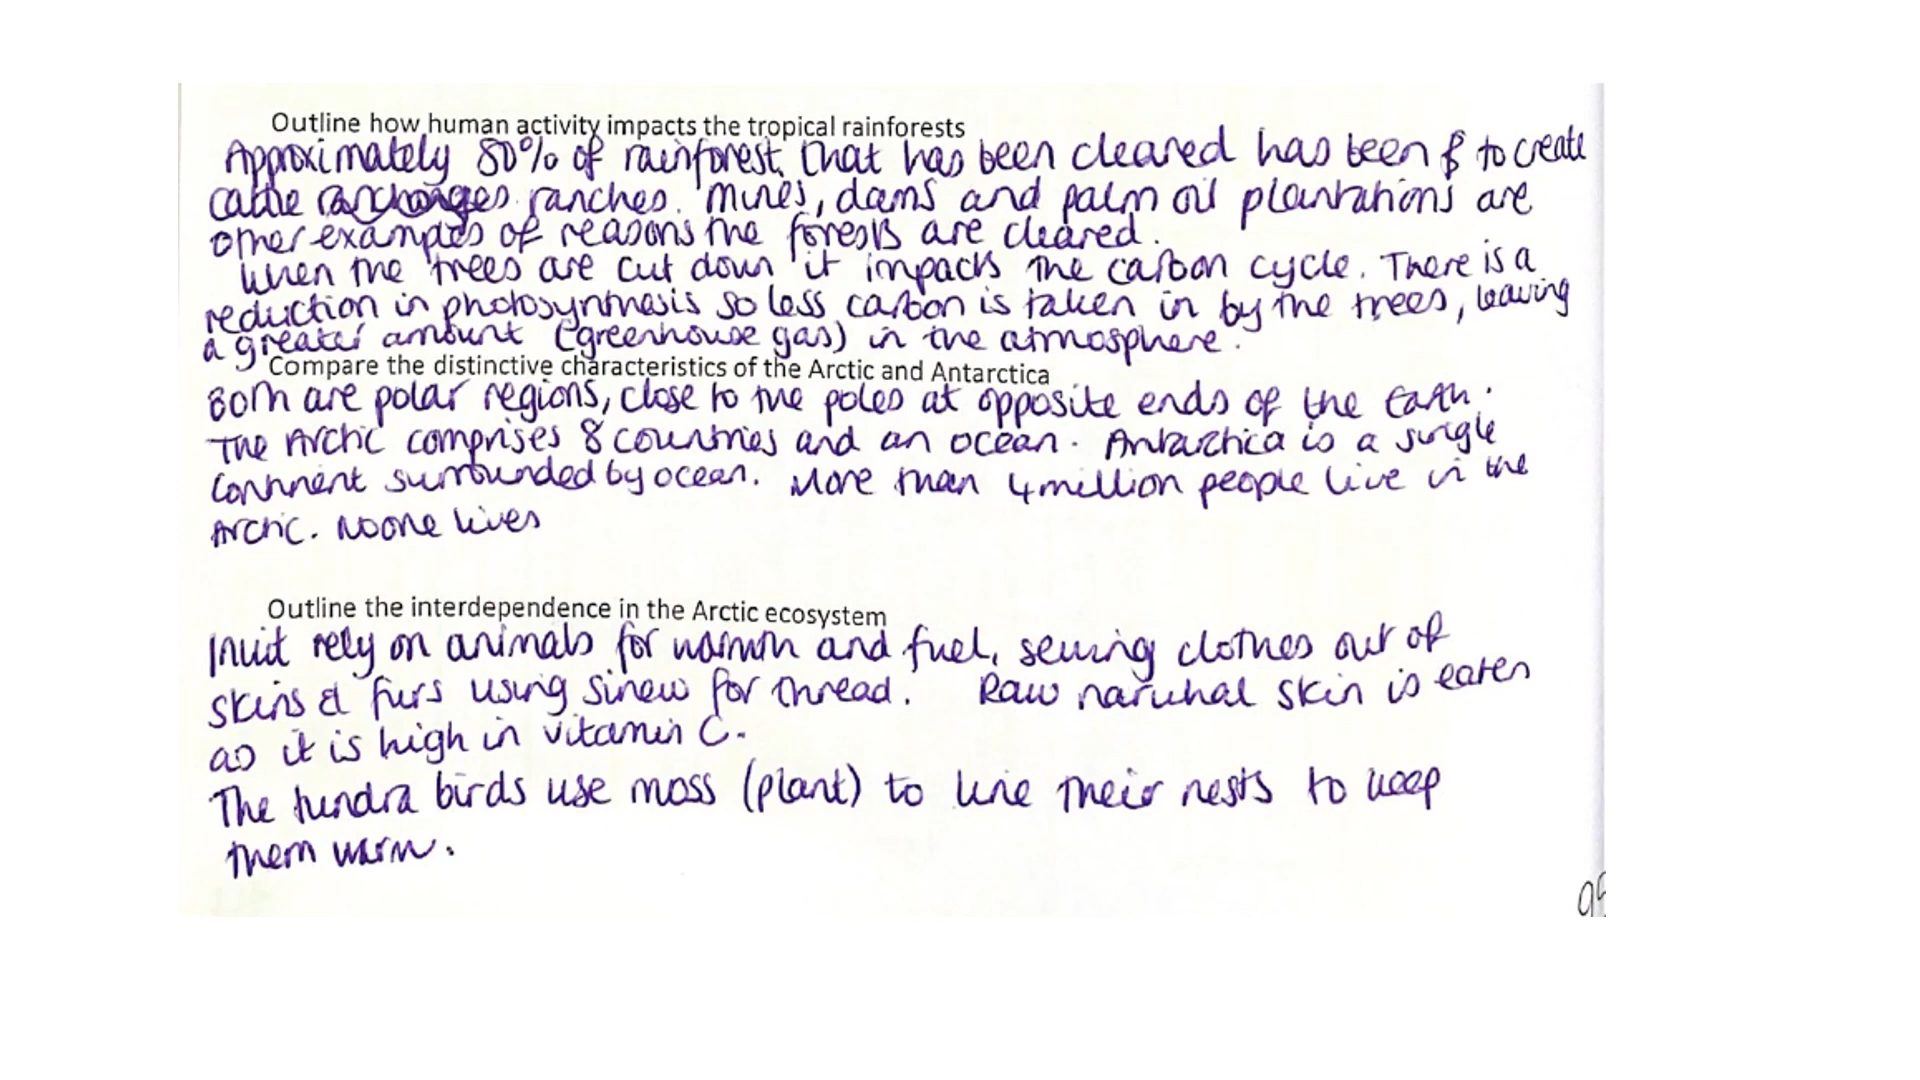 Outline how human activity impacts the tropical rainforests
Approximately 80% of rainforest that has been cleared has been to create
cattle ranches. Mines, dams and palm oil plantations are
other examples of reasons the forests are cleared.
When the trees are cut down it impacts the carbon cycle. There is a
reduction in photosynthesis so less carbon is taken in by the trees, leaving
a greater amount (greenhouse gas) in the atmosphere.
Compare the distinctive characteristics of the Arctic and Antarctica
Both are polar regions, close to the poles at opposite ends of the Earth.
The Arctic comprises 8 countries and an ocean. Antarctica is a single
continent surrounded by ocean. More than 4 million people live in the
Arctic. Noone lives
Outline the interdependence in the Arctic ecosystem
Inuit rely on animals for warmth and fuel, sewing clothes out of
skins & furs using sinew for thread. Raw naruhal skin is eaten
as it is high in vitamin C.
The tundra birds use moss (plant) to line their nests to keep
them warm.